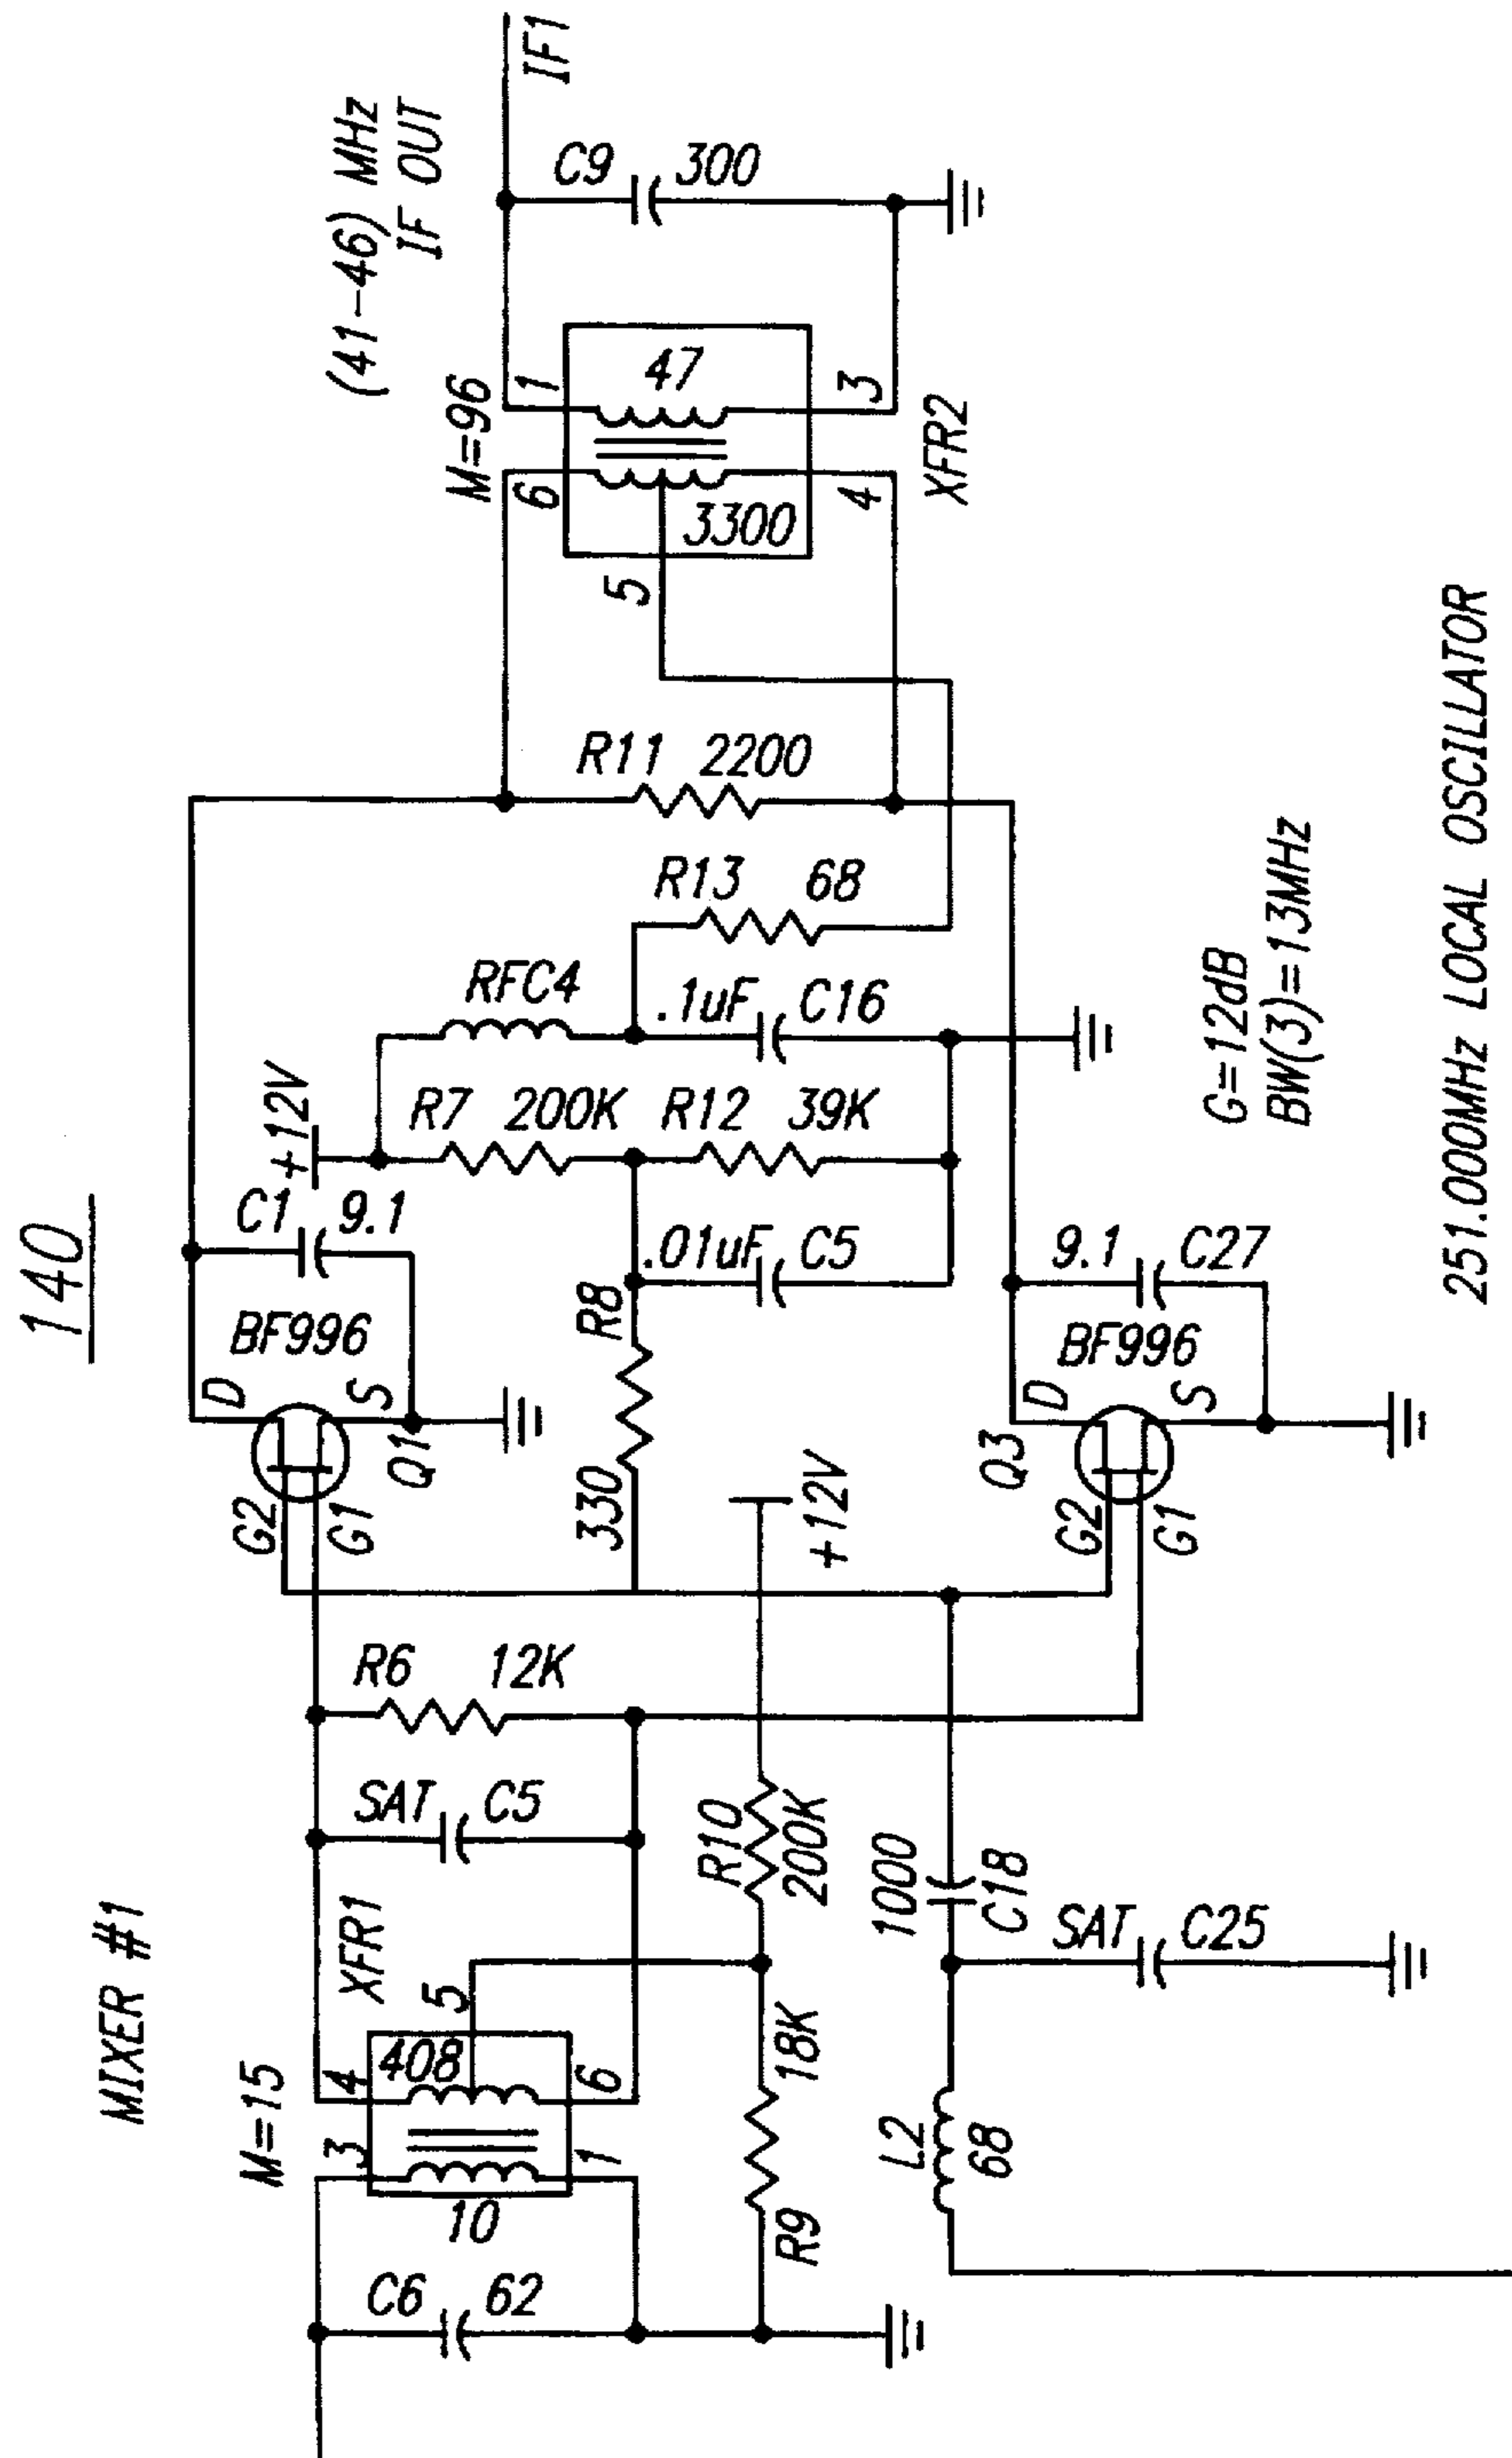 140
MIXER #1
(41-46) MHz
IF OUT
IF1
M=15
XFR1
3
4
408
5
10
1
6
C6 62
SAT C5
R6 12K
G2
G1
D
S
Q1
BF996
C1 9.1
+12V
RFC4
R7 200K
R12 39K
.1uF C16
R13 68
.01uF C5
R8
330
R11 2200
M=96
6
1
47
3300
5
4
3
XFR2
C9 300
R10
200K
+12V
R9
18K
L2
68
1000
C18
SAT C25
Q3
G2
G1
D
S
BF996
9.1 C27
G=12dB
BW(3)=13MHz
251.000MHz LOCAL OSCILLATOR